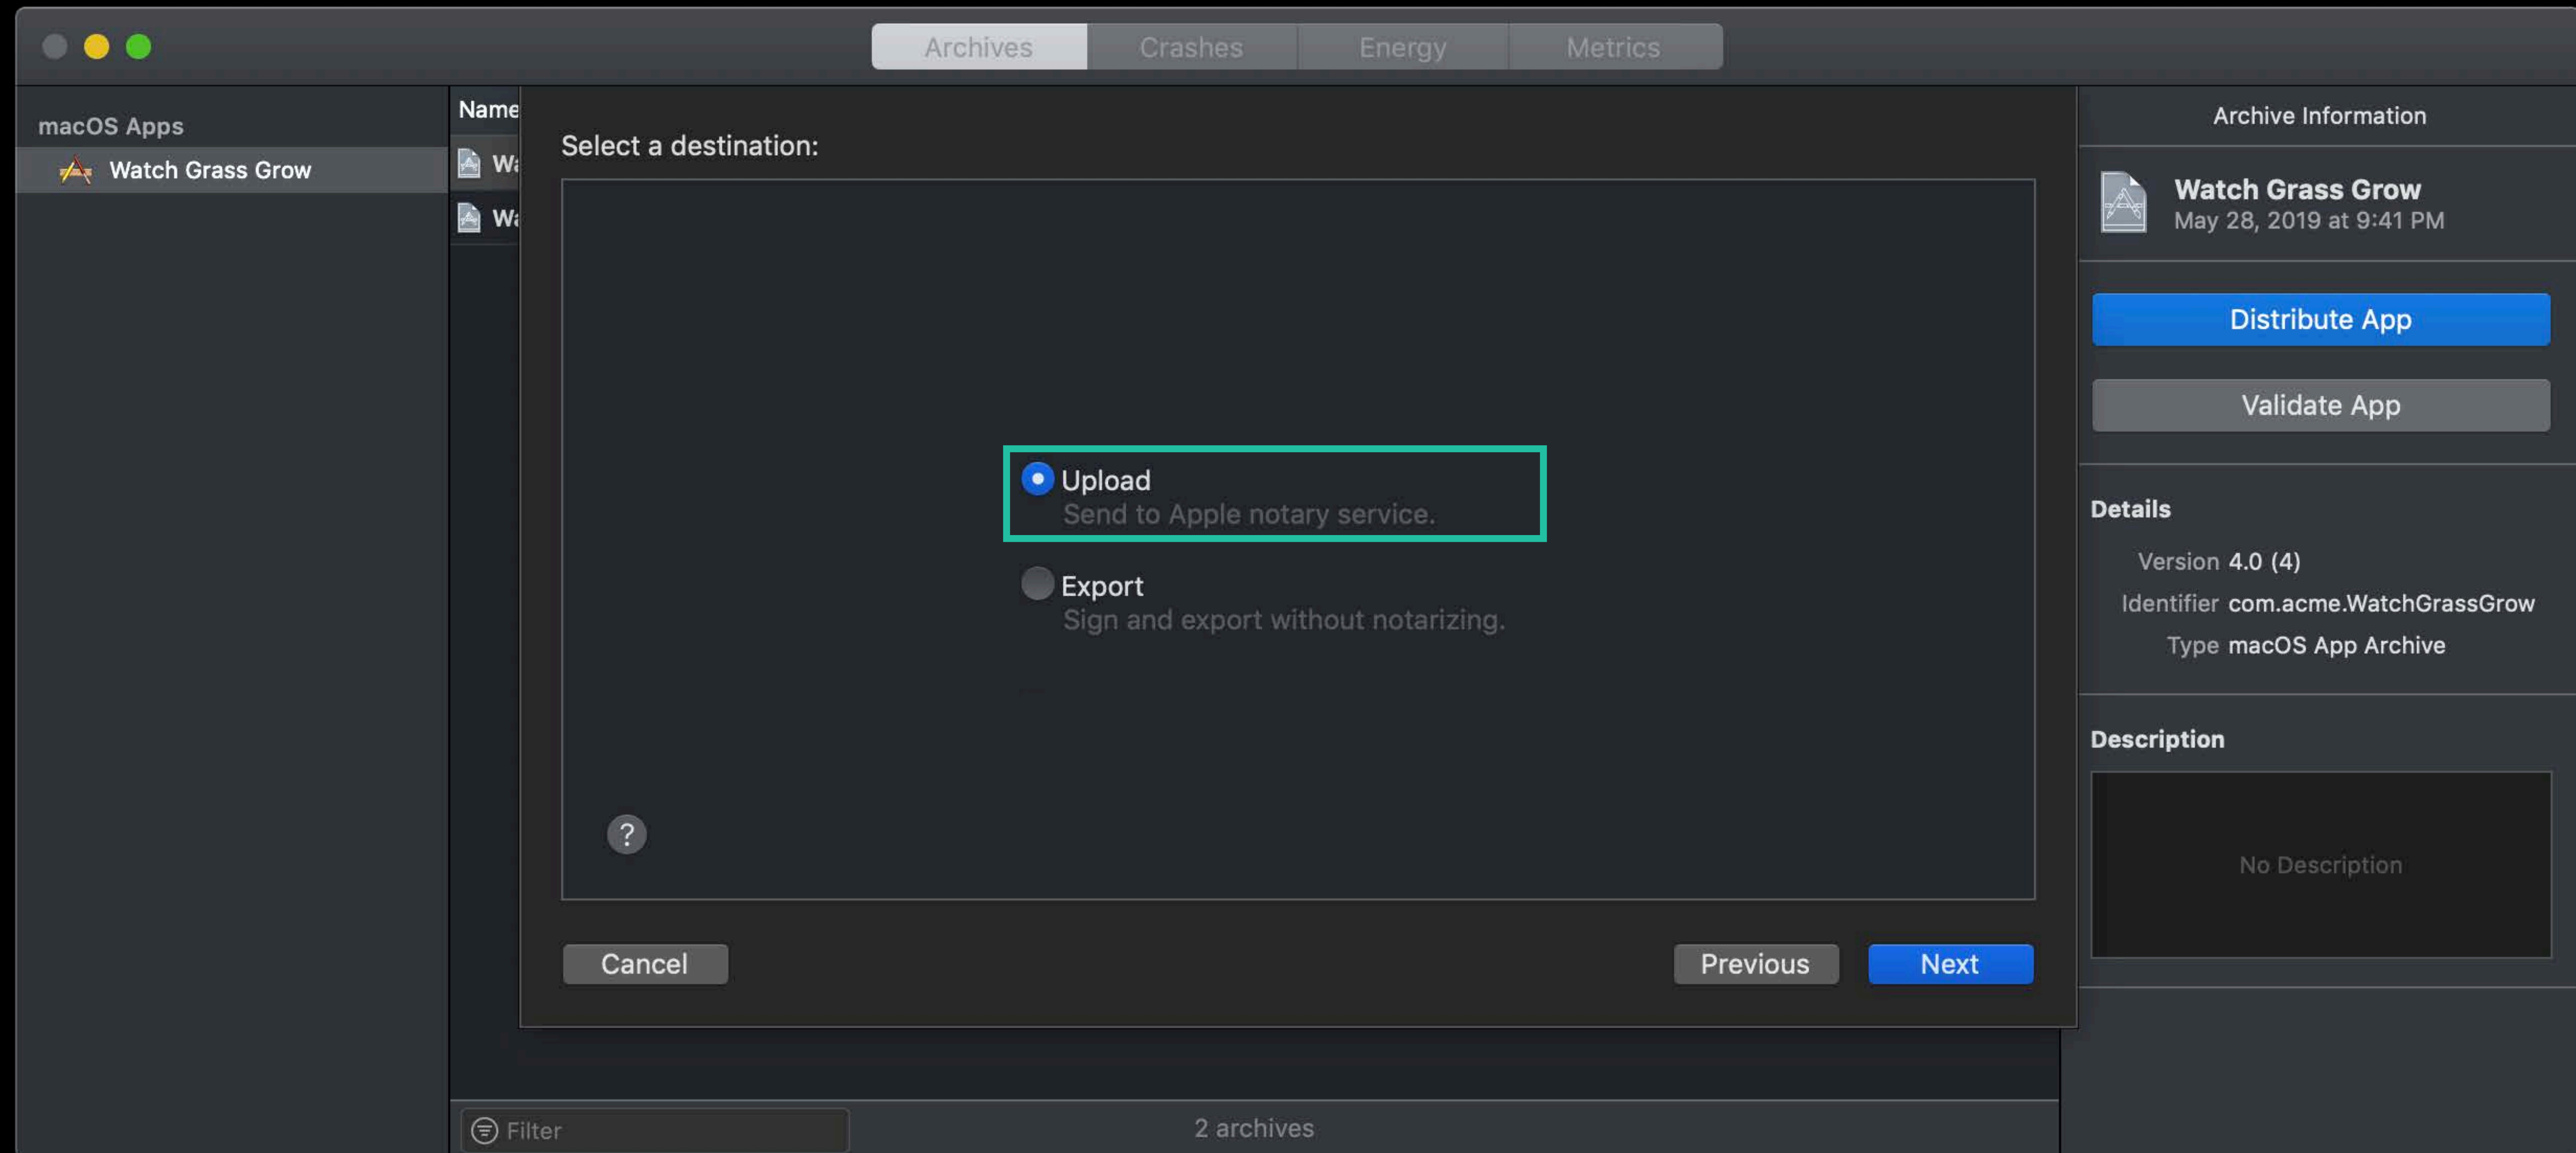 Archives Crashes Energy Metrics
macOS Apps
Watch Grass Grow
Name
Wa
Wa
Select a destination:
Upload
Send to Apple notary service.
Export
Sign and export without notarizing.
?
Cancel Previous Next
Filter 2 archives
Archive Information
Watch Grass Grow
May 28, 2019 at 9:41 PM
Distribute App
Validate App
Details
Version 4.0 (4)
Identifier com.acme.WatchGrassGrow
Type macOS App Archive
Description
No Description